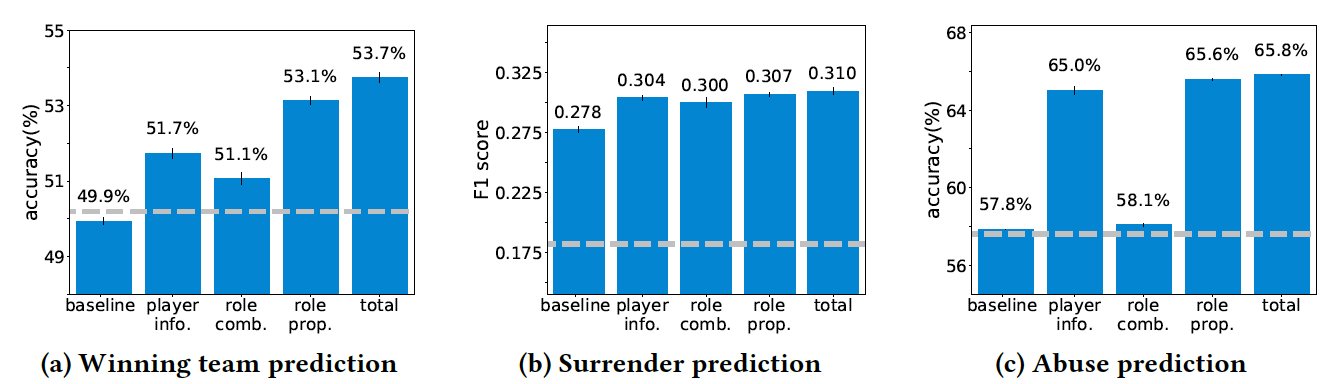 55
53
51
49
accuracy(%)
49.9%
51.7%
51.1%
53.1%
53.7%
baseline
player
info.
role
comb.
role
prop.
total
(a) Winning team prediction
0.325
0.275
0.225
0.175
F1 score
0.278
0.304
0.300
0.307
0.310
baseline
player
info.
role
comb.
role
prop.
total
(b) Surrender prediction
68
64
60
56
accuracy(%)
57.8%
65.0%
58.1%
65.6%
65.8%
baseline
player
info.
role
comb.
role
prop.
total
(c) Abuse prediction